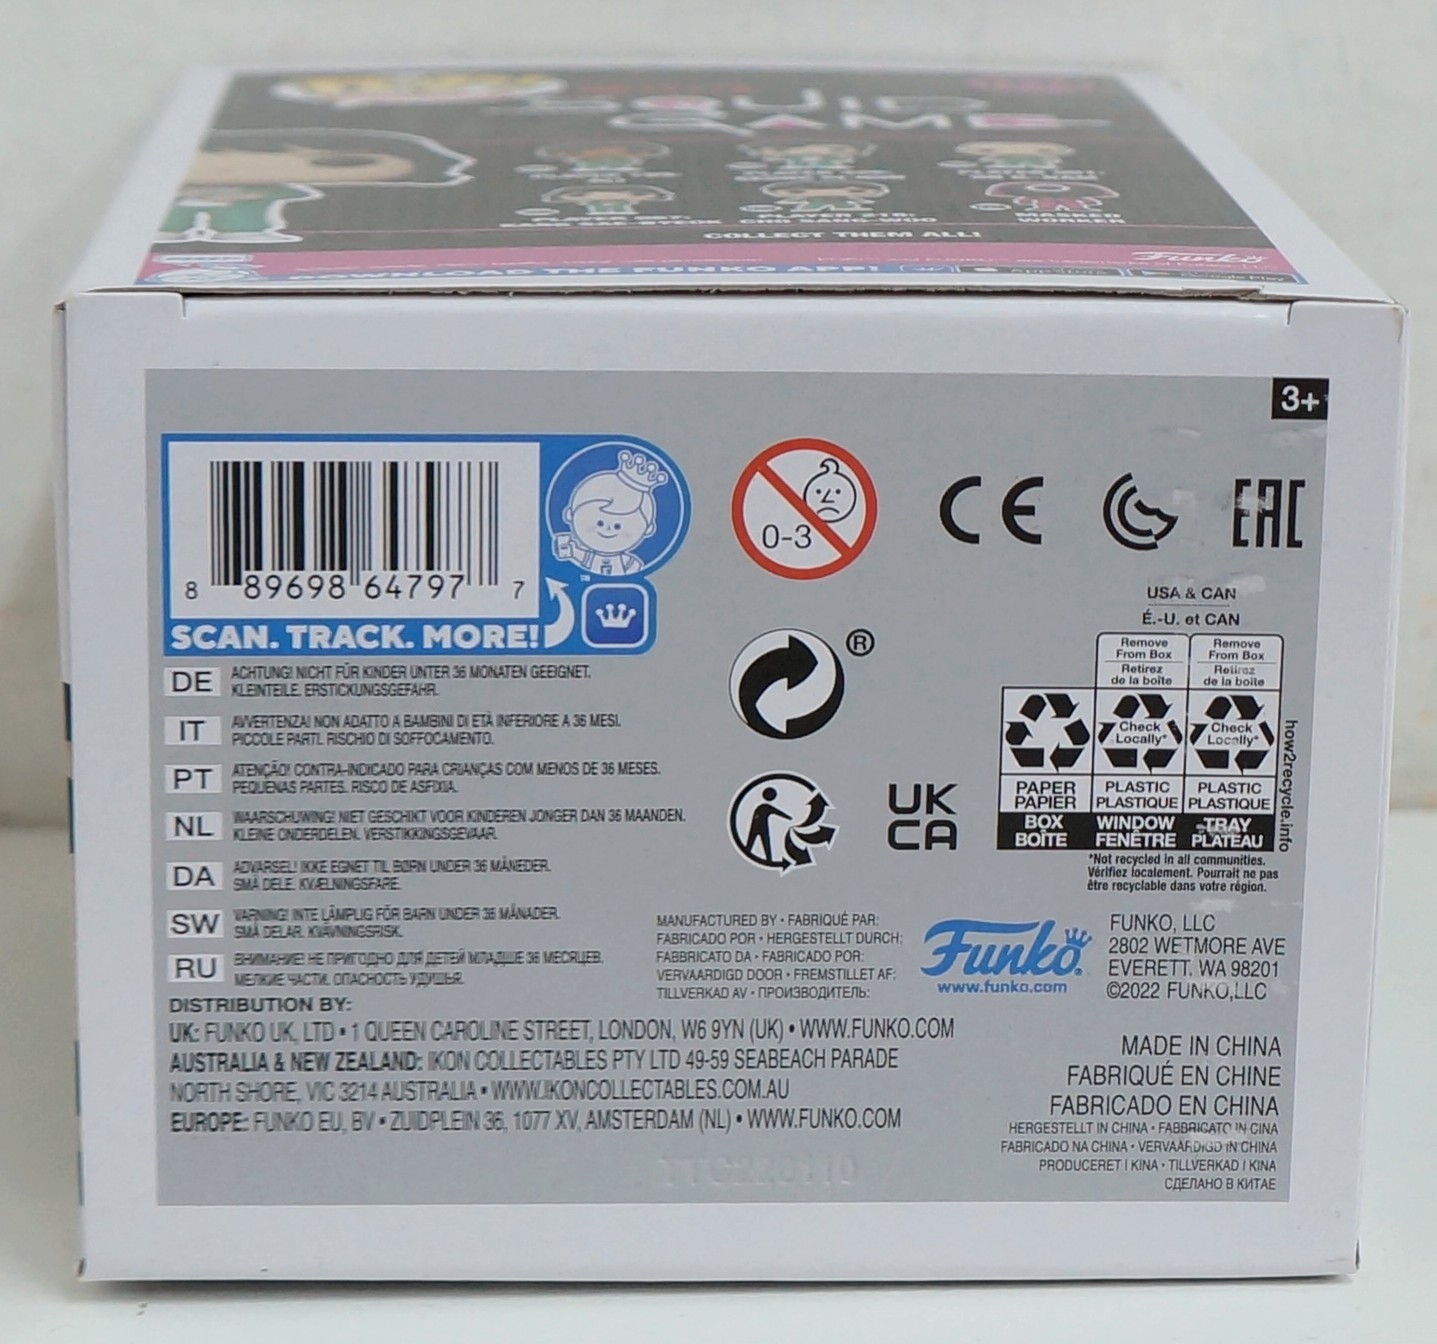 SQUID
GAME
MASKED
WORKER
COLLECT THEM ALL!
Funko
DOWNLOAD THE FUNKO APP!
App Store
Google Play
3+
8 89698 64797 7
SCAN. TRACK. MORE!
™
0-3
CE
EAC
®
UK
CA
USA & CAN
É.-U. et CAN
Remove
From Box
Retirez
de la boîte
Remove
From Box
Retirez
de la boîte
Check
Locally*
Check
Locally*
PAPER
PAPIER
PLASTIC
PLASTIQUE
PLASTIC
PLASTIQUE
BOX
BOÎTE
WINDOW
FENÊTRE
TRAY
PLATEAU
how2recycle.info
*Not recycled in all communities.
Vérifiez localement. Pourrait ne pas
être recyclable dans votre région.
DE ACHTUNG! NICHT FÜR KINDER UNTER 36 MONATEN GEEIGNET.
KLEINTEILE. ERSTICKUNGSGEFAHR.
IT AVVERTENZA! NON ADATTO A BAMBINI DI ETÀ INFERIORE A 36 MESI.
PICCOLE PARTI. RISCHIO DI SOFFOCAMENTO.
PT ATENÇÃO! CONTRA-INDICADO PARA CRIANÇAS COM MENOS DE 36 MESES.
PEQUENAS PARTES. RISCO DE ASFIXIA.
NL WAARSCHUWING! NIET GESCHIKT VOOR KINDEREN JONGER DAN 36 MAANDEN.
KLEINE ONDERDELEN. VERSTIKKINGSGEVAAR.
DA ADVARSEL! IKKE EGNET TIL BØRN UNDER 36 MÅNEDER.
SMÅ DELE. KVÆLNINGSFARE.
SW VARNING! INTE LÄMPLIG FÖR BARN UNDER 36 MÅNADER.
SMÅ DELAR. KVÄVNINGSRISK.
RU ВНИМАНИЕ! НЕ ПРИГОДНО ДЛЯ ДЕТЕЙ МЛАДШЕ 36 МЕСЯЦЕВ.
МЕЛКИЕ ЧАСТИ. ОПАСНОСТЬ УДУШЬЯ.
MANUFACTURED BY • FABRIQUÉ PAR:
FABRICADO POR • HERGESTELLT DURCH:
FABBRICATO DA • FABRICADO POR:
VERVAARDIGD DOOR • FREMSTILLET AF:
TILLVERKAD AV • ПРОИЗВОДИТЕЛЬ:
Funko
www.funko.com
FUNKO, LLC
2802 WETMORE AVE
EVERETT, WA 98201
©2022 FUNKO, LLC
DISTRIBUTION BY:
UK: FUNKO UK, LTD • 1 QUEEN CAROLINE STREET, LONDON, W6 9YN (UK) • WWW.FUNKO.COM
AUSTRALIA & NEW ZEALAND: IKON COLLECTABLES PTY LTD 49-59 SEABEACH PARADE
NORTH SHORE, VIC 3214 AUSTRALIA • WWW.IKONCOLLECTABLES.COM.AU
EUROPE: FUNKO EU, BV • ZUIDPLEIN 36, 1077 XV, AMSTERDAM (NL) • WWW.FUNKO.COM
MADE IN CHINA
FABRIQUÉ EN CHINE
FABRICADO EN CHINA
HERGESTELLT IN CHINA • FABBRICATO IN CINA
FABRICADO NA CHINA • VERVAARDIGD IN CHINA
PRODUCERET I KINA • TILLVERKAD I KINA
СДЕЛАНО В КИТАЕ
TTC220110